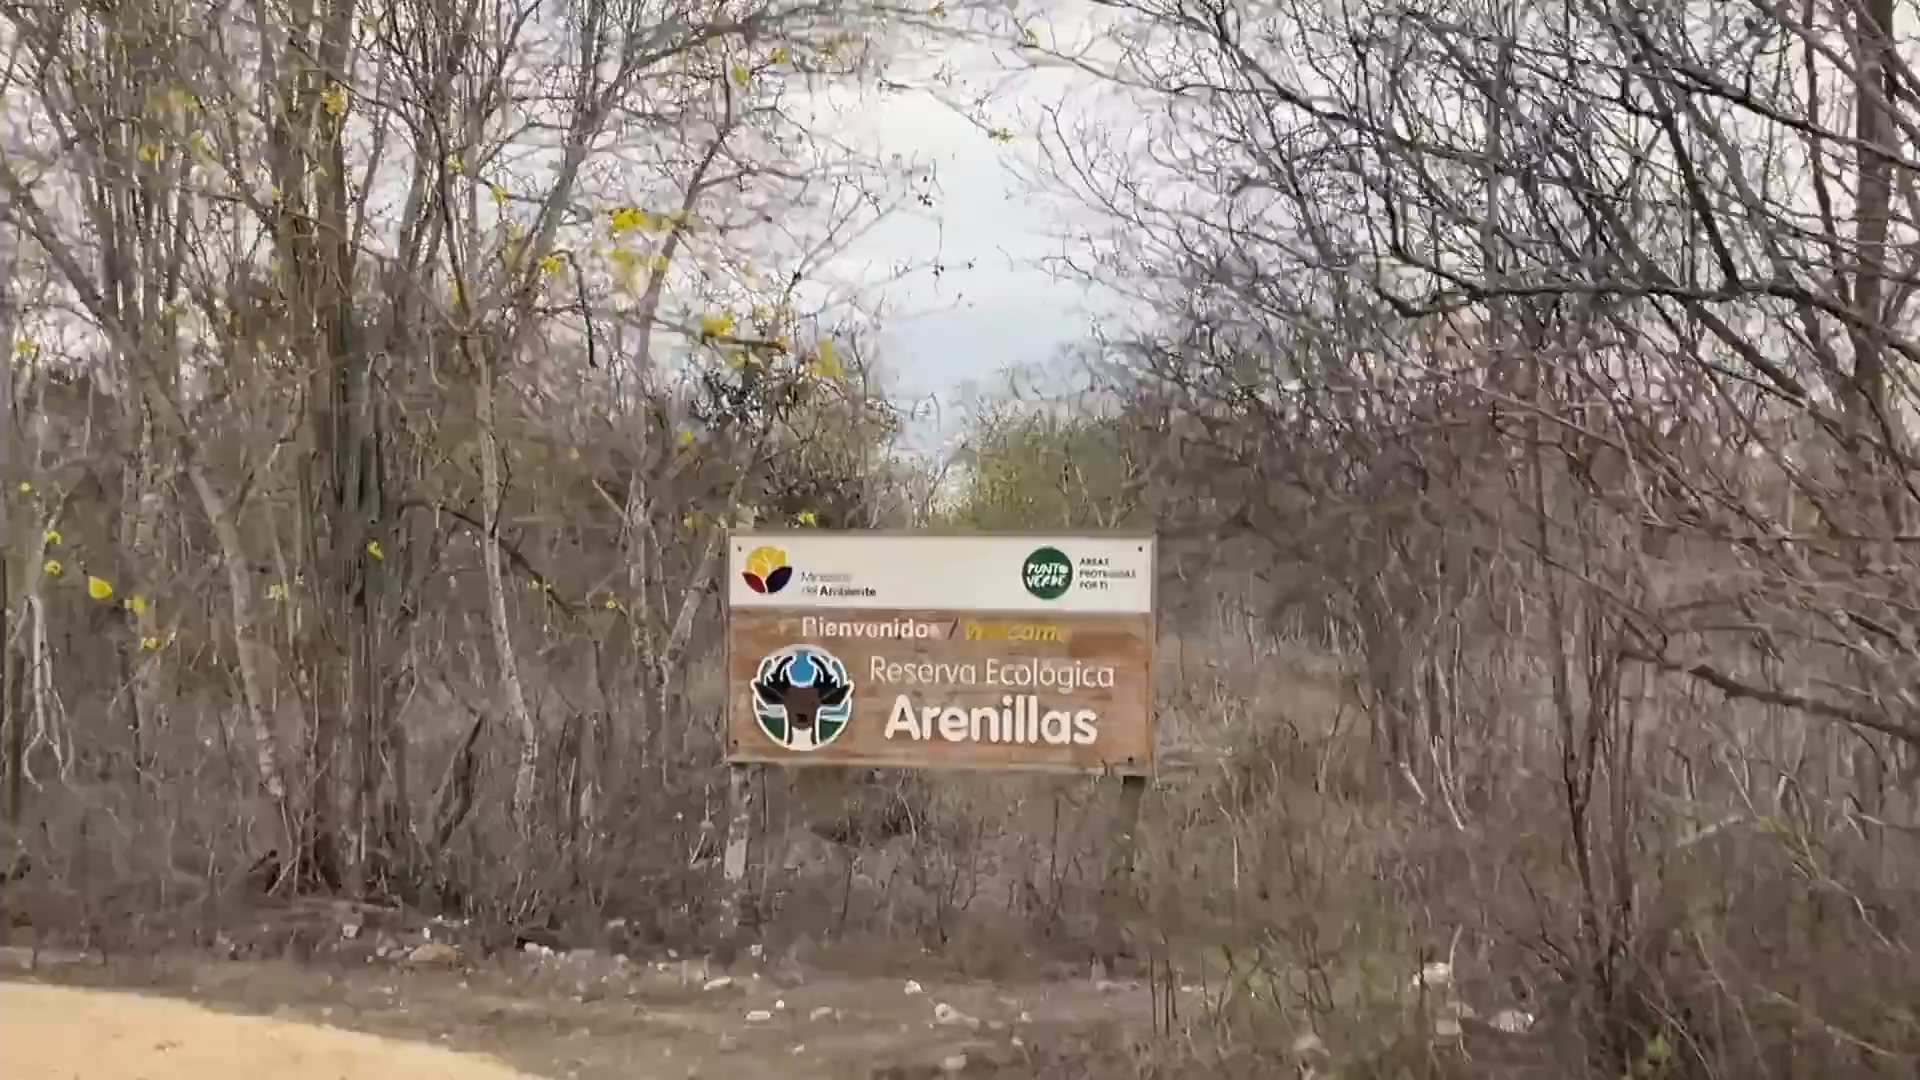 Ministerio
del Ambiente
PUNTO
VERDE
ÁREAS
PROTEGIDAS
POR TI
Bienvenidos / Welcome
Reserva Ecológica
Arenillas